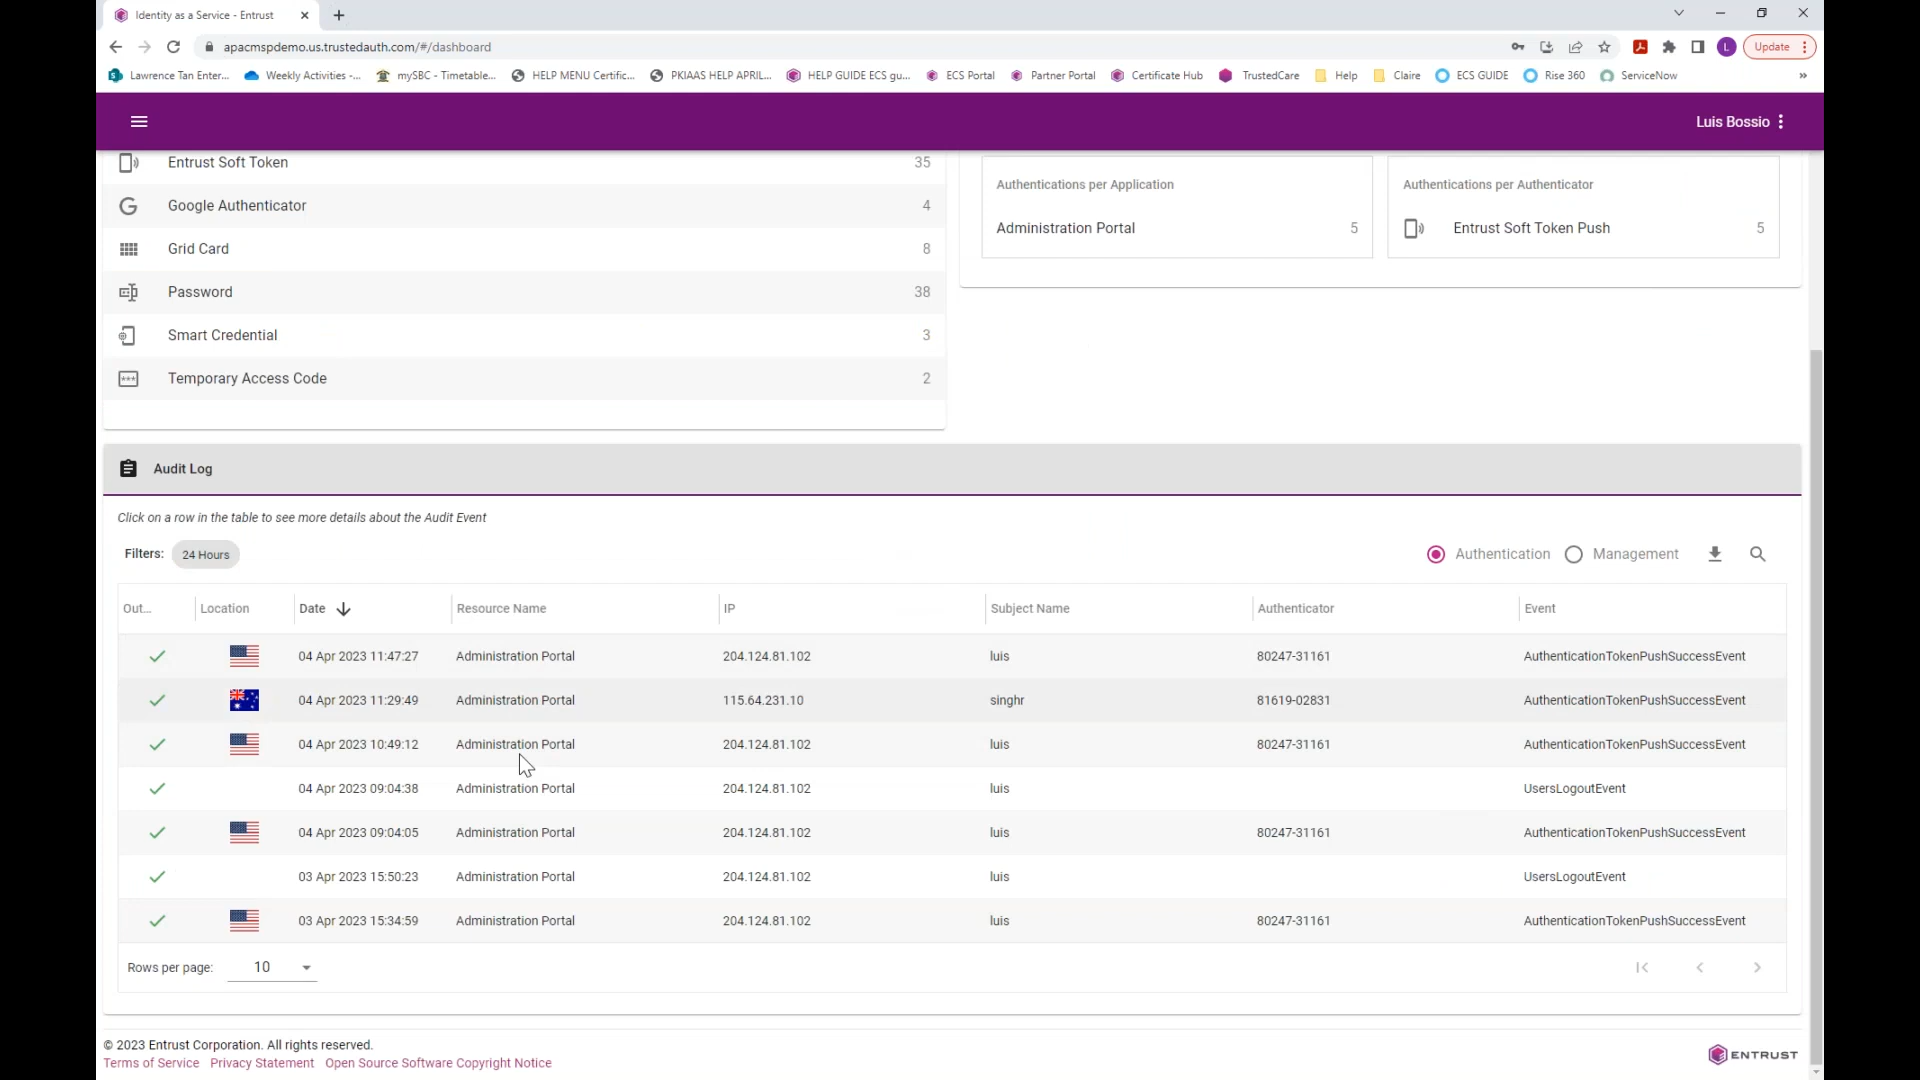 Identity as a Service - Entrust
apacmspdemo.us.trustedauth.com/#/dashboard
L
Update
Lawrence Tan Enter...
Weekly Activities -...
mySBC - Timetable...
HELP MENU Certific...
PKIAAS HELP APRIL...
HELP GUIDE ECS gu...
ECS Portal
Partner Portal
Certificate Hub
TrustedCare
Help
Claire
ECS GUIDE
Rise 360
ServiceNow
Luis Bossio
Entrust Soft Token 35
Google Authenticator 4
Grid Card 8
Password 38
Smart Credential 3
Temporary Access Code 2
Authentications per Application
Administration Portal 5
Authentications per Authenticator
Entrust Soft Token Push 5
Audit Log
Click on a row in the table to see more details about the Audit Event
Filters: 24 Hours
Authentication Management
Out... Location Date Resource Name IP Subject Name Authenticator Event
04 Apr 2023 11:47:27 Administration Portal 204.124.81.102 luis 80247-31161 AuthenticationTokenPushSuccessEvent
04 Apr 2023 11:29:49 Administration Portal 115.64.231.10 singhr 81619-02831 AuthenticationTokenPushSuccessEvent
04 Apr 2023 10:49:12 Administration Portal 204.124.81.102 luis 80247-31161 AuthenticationTokenPushSuccessEvent
04 Apr 2023 09:04:38 Administration Portal 204.124.81.102 luis UsersLogoutEvent
04 Apr 2023 09:04:05 Administration Portal 204.124.81.102 luis 80247-31161 AuthenticationTokenPushSuccessEvent
03 Apr 2023 15:50:23 Administration Portal 204.124.81.102 luis UsersLogoutEvent
03 Apr 2023 15:34:59 Administration Portal 204.124.81.102 luis 80247-31161 AuthenticationTokenPushSuccessEvent
Rows per page: 10
© 2023 Entrust Corporation. All rights reserved.
Terms of Service Privacy Statement Open Source Software Copyright Notice
ENTRUST